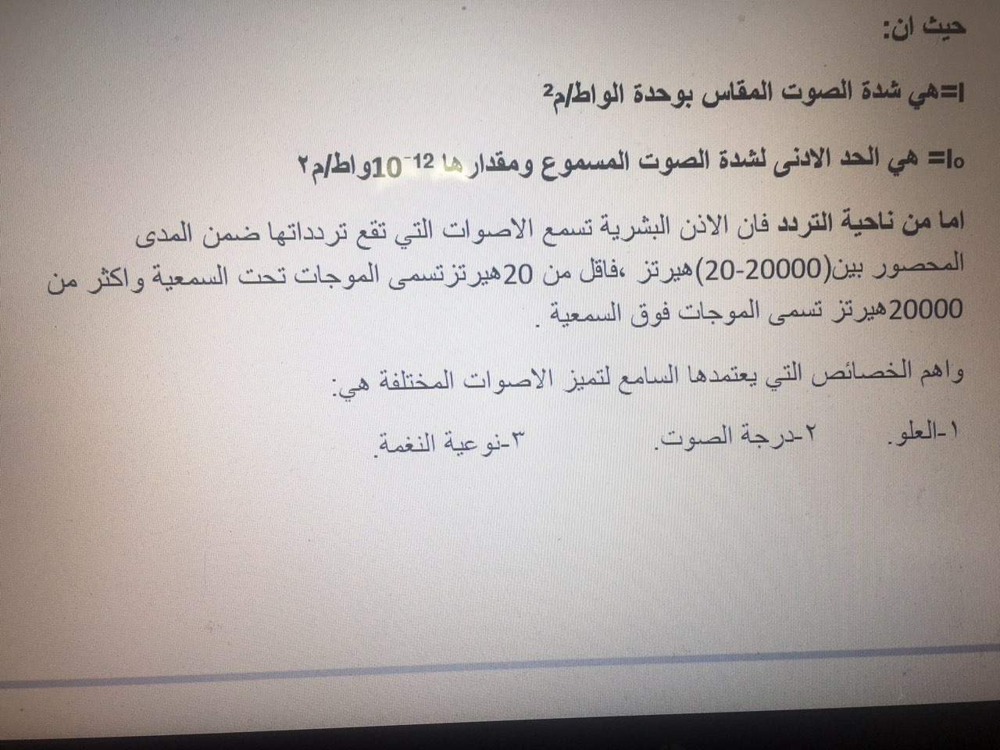 حيث ان:
I=هي شدة الصوت المقاس بوحدة الواط/م²
I₀= هي الحد الادنى لشدة الصوت المسموع ومقدارها 10⁻¹²واط/م٢
اما من ناحية التردد فان الاذن البشرية تسمع الاصوات التي تقع تردداتها ضمن المدى
المحصور بين(20000-20)هيرتز ،فاقل من 20هيرتزتسمى الموجات تحت السمعية واكثر من
20000هيرتز تسمى الموجات فوق السمعية .
واهم الخصائص التي يعتمدها السامع لتميز الاصوات المختلفة هي:
١-العلو. ٢-درجة الصوت. ٣-نوعية النغمة.